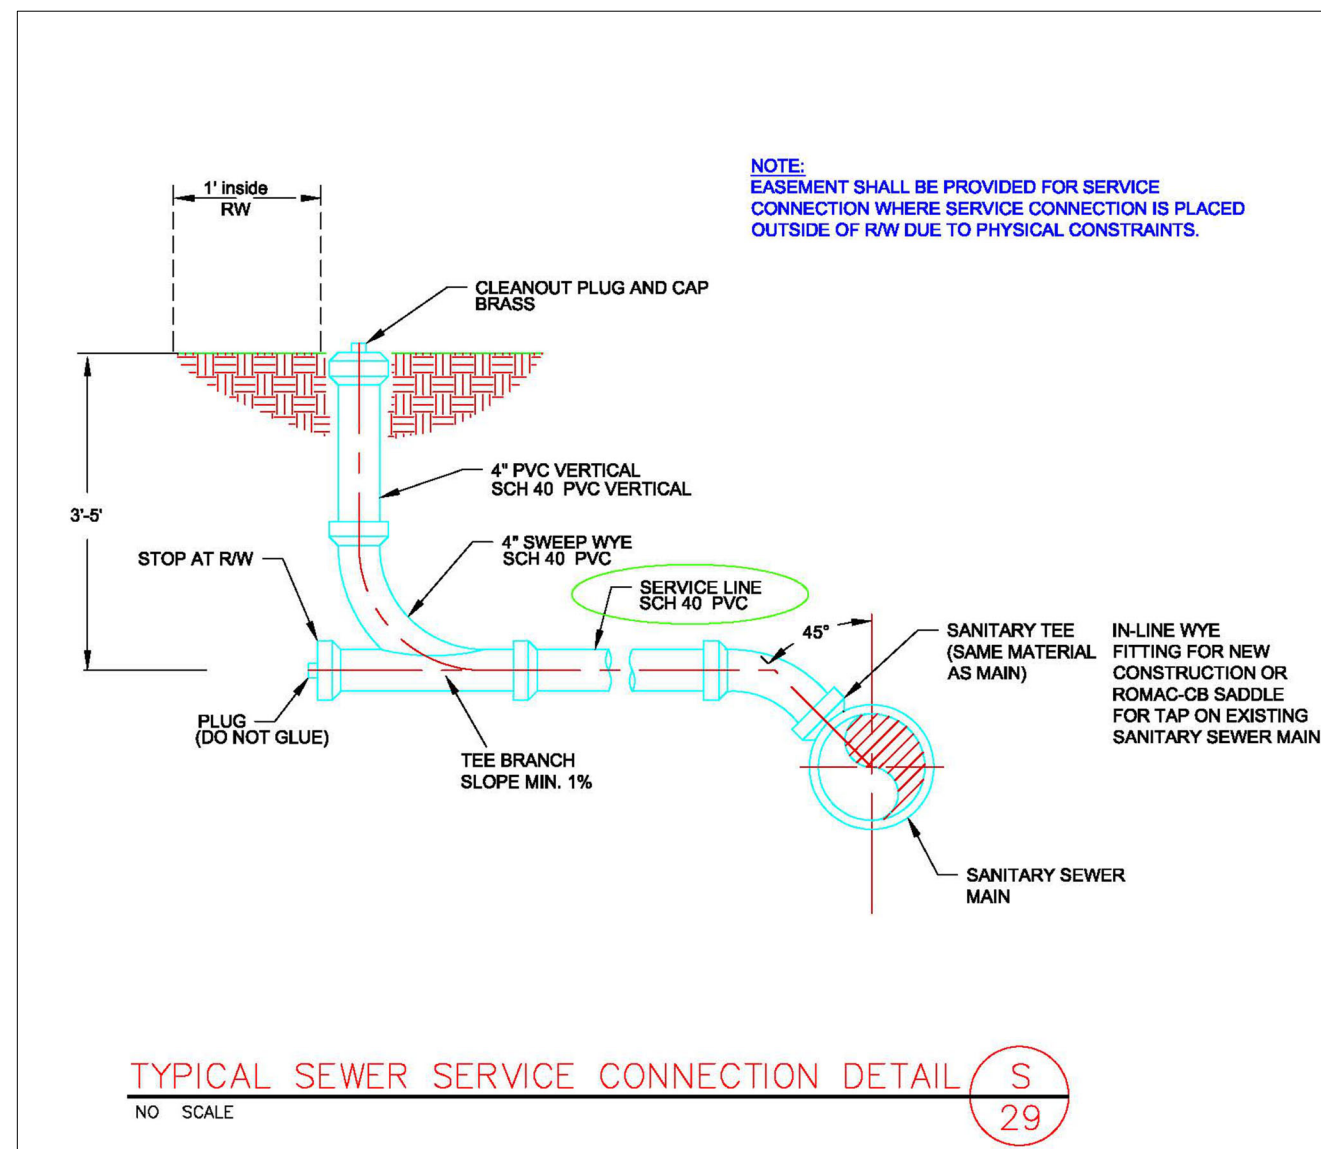 1' inside
RW
NOTE:
EASEMENT SHALL BE PROVIDED FOR SERVICE
CONNECTION WHERE SERVICE CONNECTION IS PLACED
OUTSIDE OF R/W DUE TO PHYSICAL CONSTRAINTS.
CLEANOUT PLUG AND CAP
BRASS
4" PVC VERTICAL
SCH 40 PVC VERTICAL
3'-5'
STOP AT R/W
4" SWEEP WYE
SCH 40 PVC
SERVICE LINE
SCH 40 PVC
45°
SANITARY TEE
(SAME MATERIAL
AS MAIN)
IN-LINE WYE
FITTING FOR NEW
CONSTRUCTION OR
ROMAC-CB SADDLE
FOR TAP ON EXISTING
SANITARY SEWER MAIN
PLUG
(DO NOT GLUE)
TEE BRANCH
SLOPE MIN. 1%
SANITARY SEWER
MAIN
TYPICAL SEWER SERVICE CONNECTION DETAIL
NO SCALE
S
29